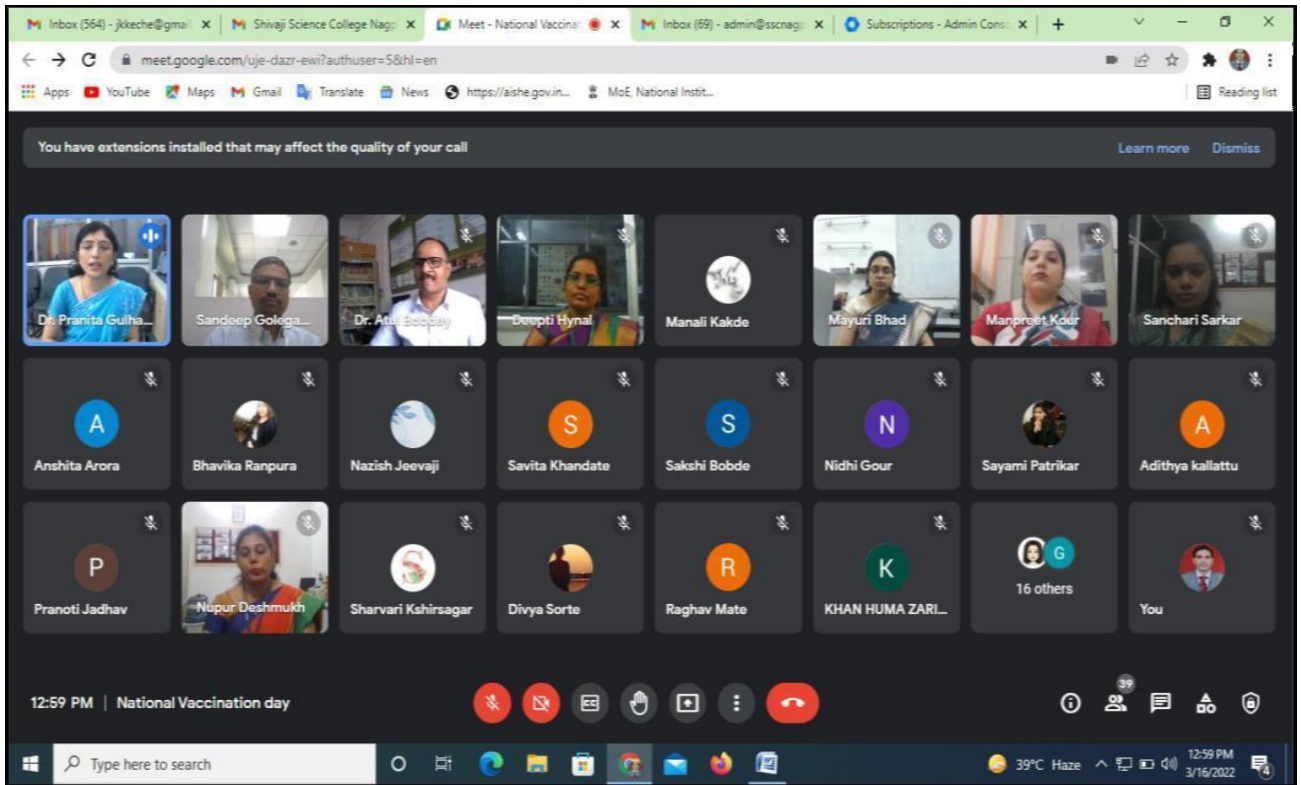 Inbox (564) - jkkeche@gmai
Shivaji Science College Nagp
Meet - National Vaccinat
Inbox (69) - admin@sscnag
Subscriptions - Admin Cons
meet.google.com/uje-dazr-ewi?authuser=5&hl=en
Apps YouTube Maps Gmail Translate News https://aishe.gov.in... MoE, National Instit... Reading list
You have extensions installed that may affect the quality of your call Learn more Dismiss
Dr. Pranita Gulha... Sandeep Golega... Dr. Atul Bobdey Deepti Hynal Manali Kakde Mayuri Bhad Manpreet Kour Sanchari Sarkar
A S S N A
Anshita Arora Bhavika Ranpura Nazish Jeevaji Savita Khandate Sakshi Bobde Nidhi Gour Sayami Patrikar Adithya kallattu
P S R K G
16 others
Pranoti Jadhav Nupur Deshmukh Sharvari Kshirsagar Divya Sorte Raghav Mate KHAN HUMA ZARI... You
12:59 PM | National Vaccination day CC 39
Type here to search 39°C Haze 12:59 PM
3/16/2022 4